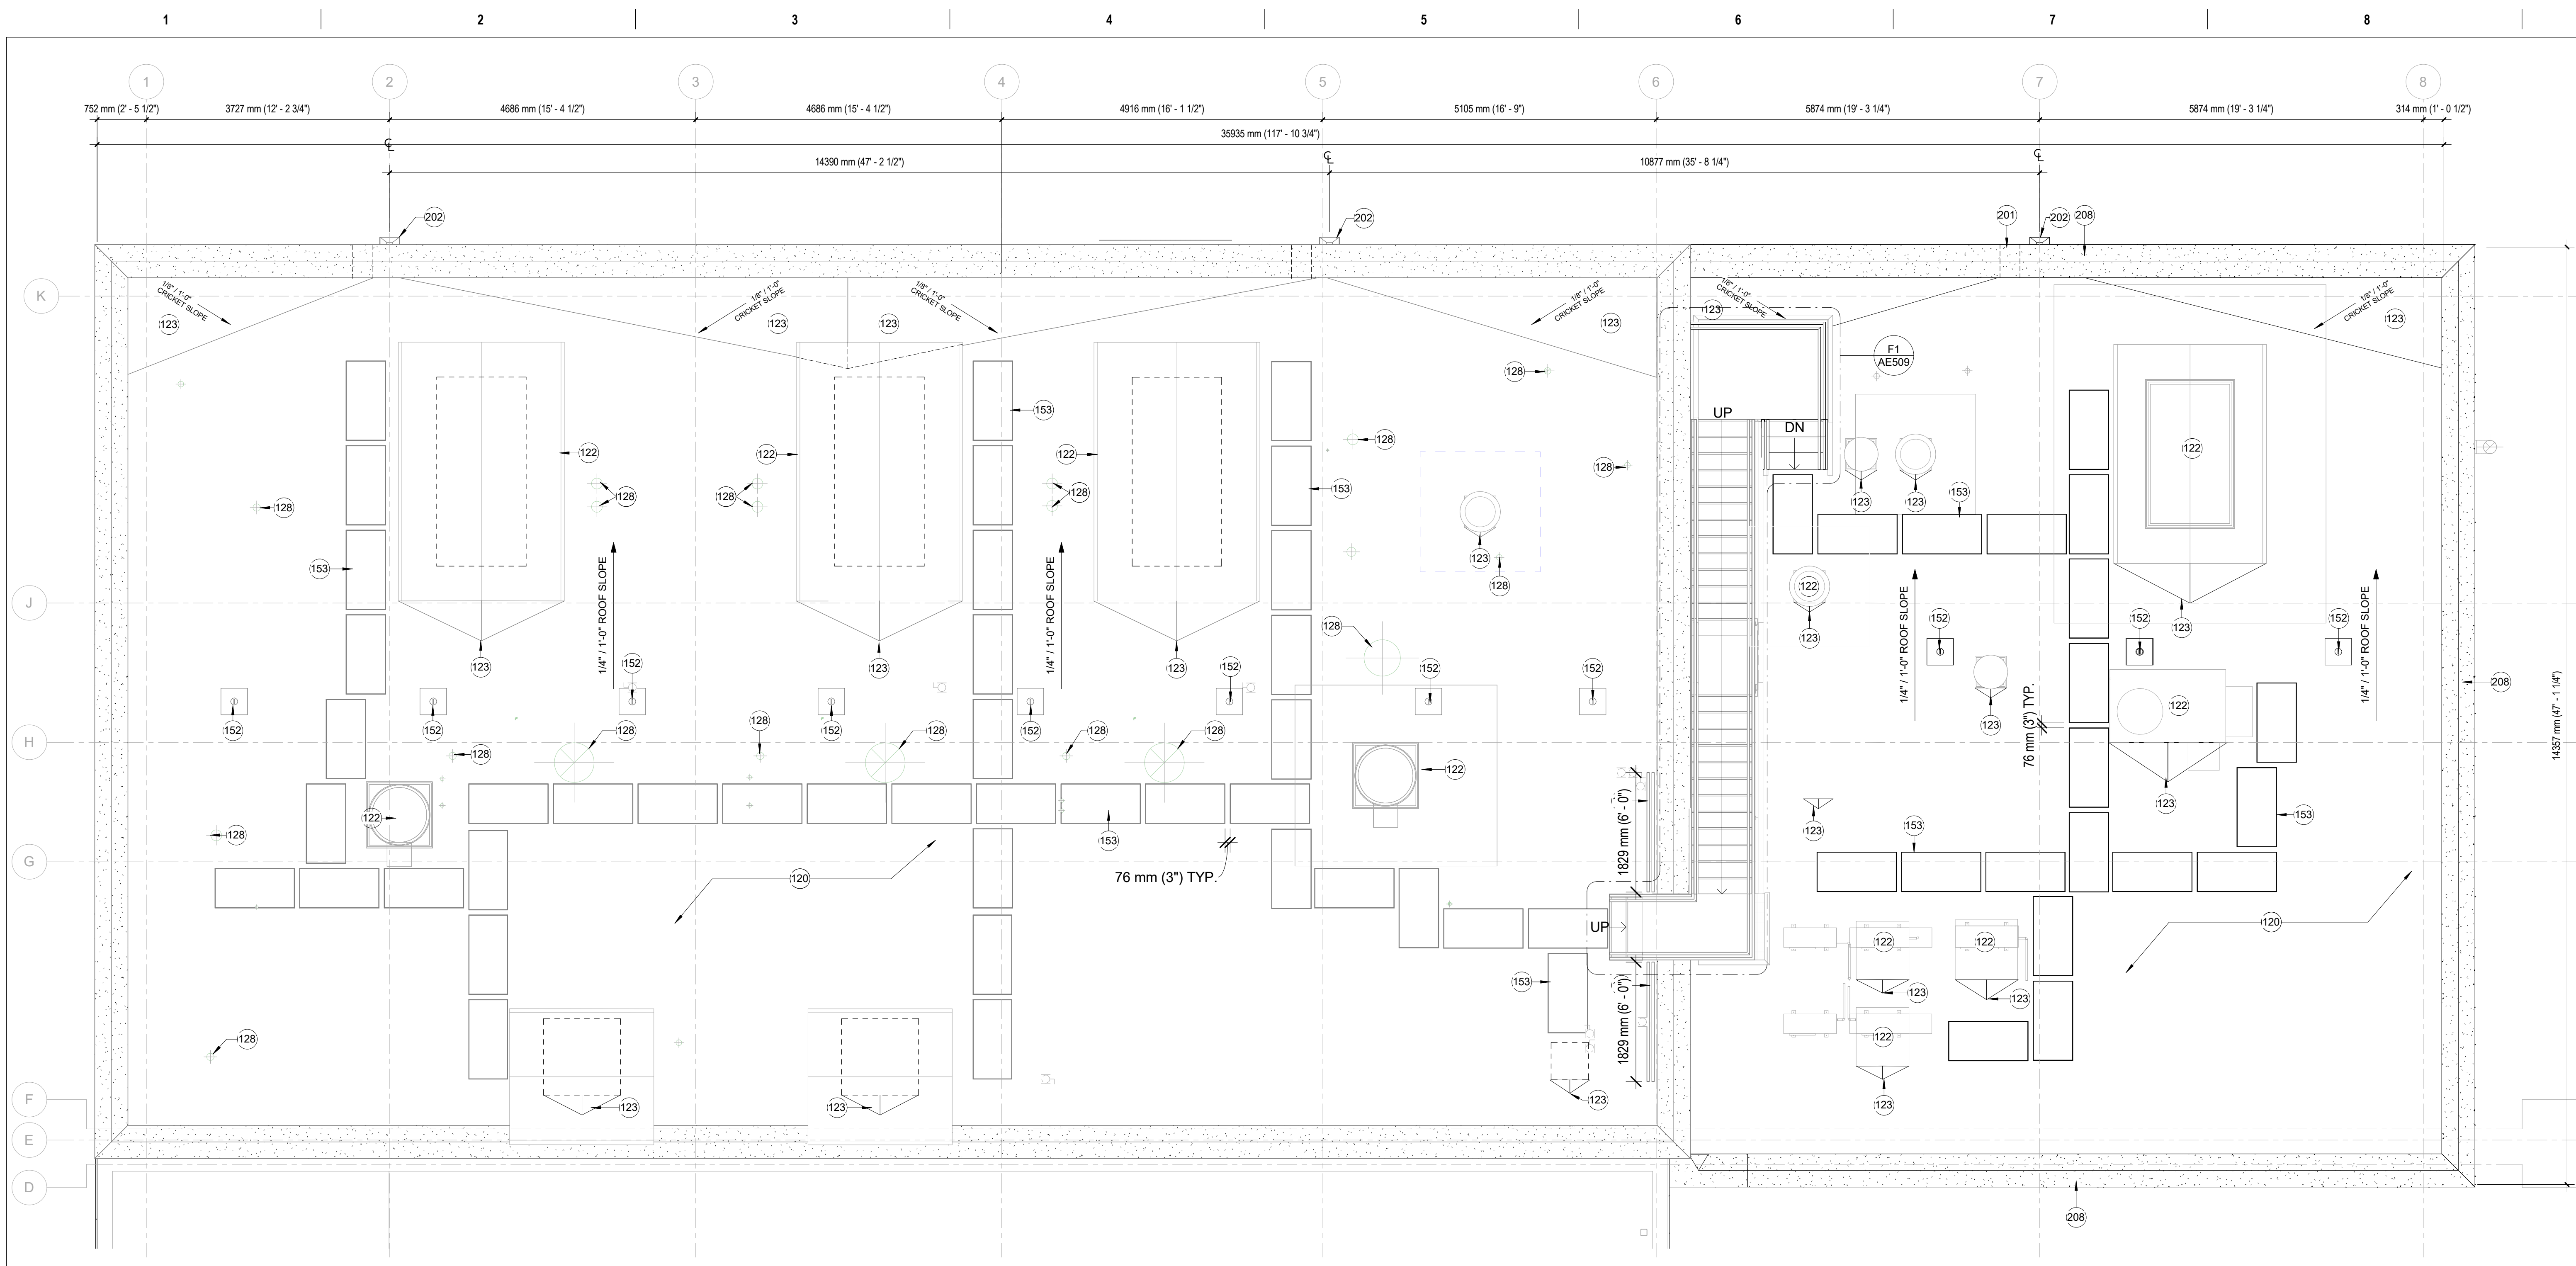 1 2 3 4 5 6 7 8
1 2 3 4 5 6 7 8
752 mm (2' - 5 1/2") 3727 mm (12' - 2 3/4") 4686 mm (15' - 4 1/2") 4686 mm (15' - 4 1/2") 4916 mm (16' - 1 1/2") 5105 mm (16' - 9") 5874 mm (19' - 3 1/4") 5874 mm (19' - 3 1/4") 314 mm (1' - 0 1/2")
35935 mm (117' - 10 3/4")
14390 mm (47' - 2 1/2") 10877 mm (35' - 8 1/4")
202 202 201 202 208
K
1/8" / 1'-0"
CRICKET SLOPE
1/8" / 1'-0"
CRICKET SLOPE
1/8" / 1'-0"
CRICKET SLOPE
1/8" / 1'-0"
CRICKET SLOPE
1/8" / 1'-0"
CRICKET SLOPE
1/8" / 1'-0"
CRICKET SLOPE
123 123 123 123 123 123
F1
AE509
128
153 UP
DN
122 122 122 128 122
128 128 128 128 128 153 123 123 153
153 123 128 122
1/4" / 1'-0" ROOF SLOPE
1/4" / 1'-0" ROOF SLOPE
1/4" / 1'-0" ROOF SLOPE
1/4" / 1'-0" ROOF SLOPE
J
128 152 152 152 123 123
123 152 123 123 152 152 152
208
152 152 152 152 128 122
128 128 128 128 128 123
H
128 122
76 mm (3") TYP.
14357 mm (47' - 1 1/4")
122 128 153 123 153 123 153
1829 mm (6' - 0")
G
120 76 mm (3") TYP.
UP 120
122 122
153 123 123
1829 mm (6' - 0")
128 122
F
123 123 123 123
E
D
208